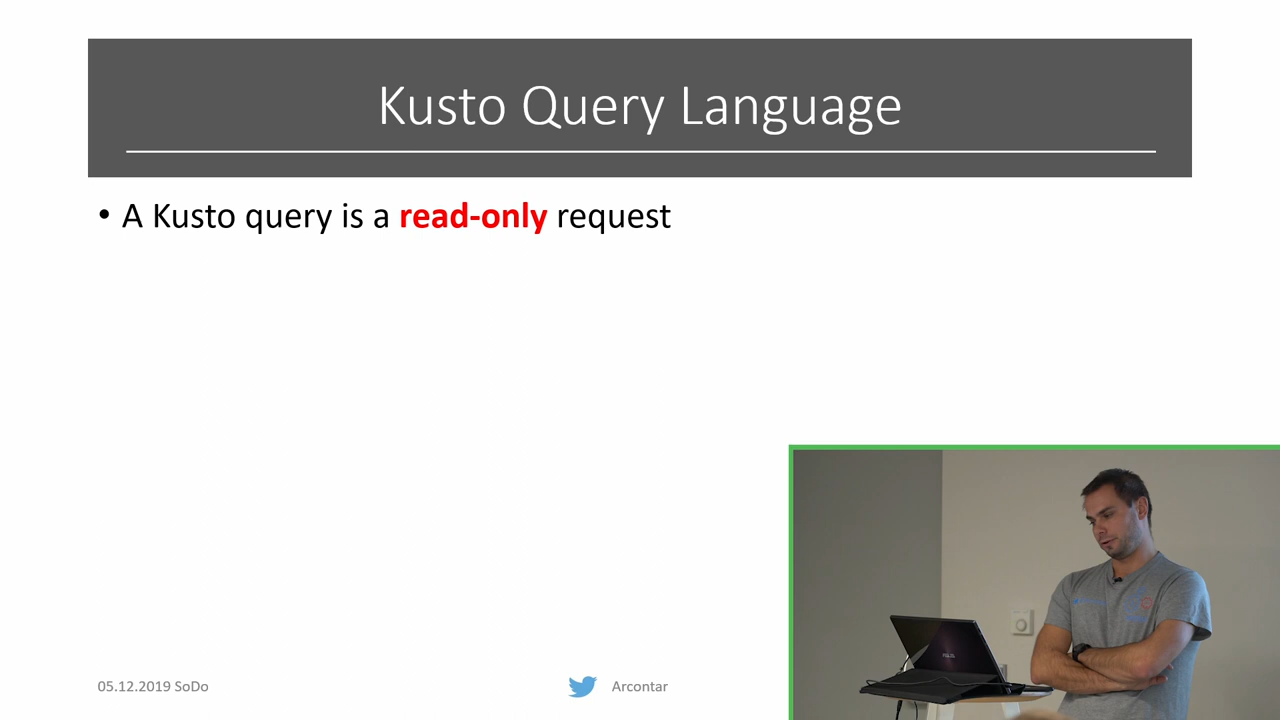 Kusto Query Language
• A Kusto query is a read-only request
05.12.2019 SoDo
Arcontar